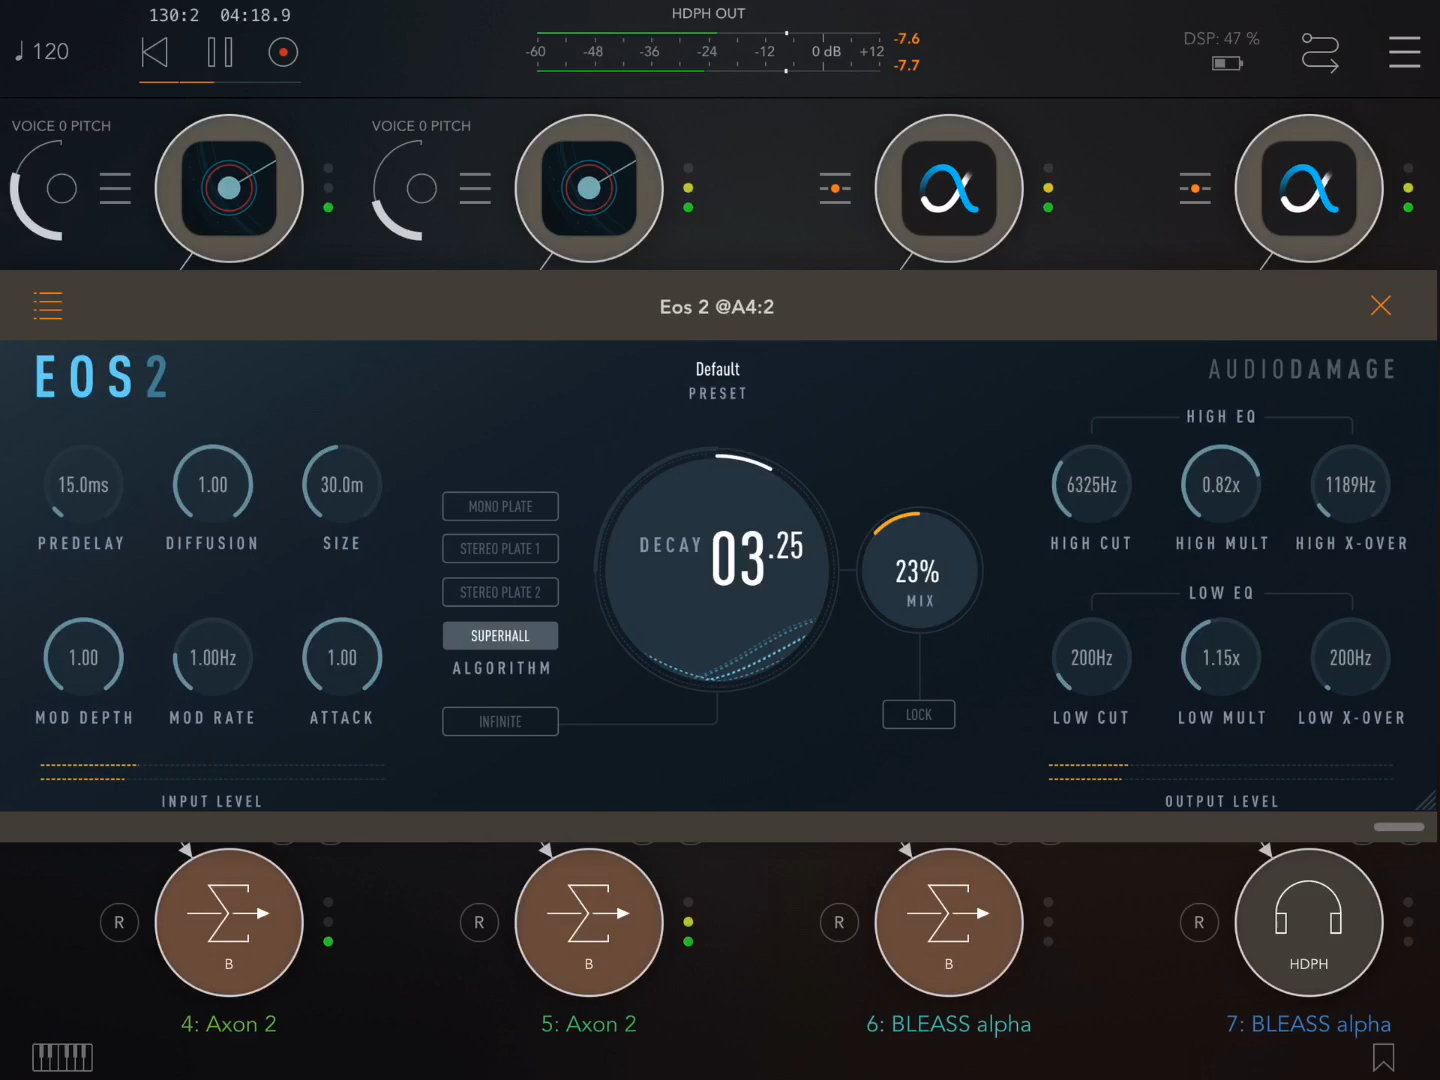 130:2 04:18.9
HDPH OUT
♩ 120
-60 -48 -36 -24 -12 0 dB +12
-7.6
-7.7
DSP: 47 %
VOICE 0 PITCH
VOICE 0 PITCH
Eos 2 @A4:2
EOS2
Default
PRESET
AUDIODAMAGE
HIGH EQ
15.0ms
PREDELAY
1.00
DIFFUSION
30.0m
SIZE
MONO PLATE
STEREO PLATE 1
STEREO PLATE 2
SUPERHALL
ALGORITHM
INFINITE
DECAY 03.25
23%
MIX
LOCK
6325Hz
HIGH CUT
0.82x
HIGH MULT
1189Hz
HIGH X-OVER
LOW EQ
1.00
MOD DEPTH
1.00Hz
MOD RATE
1.00
ATTACK
200Hz
LOW CUT
1.15x
LOW MULT
200Hz
LOW X-OVER
INPUT LEVEL
OUTPUT LEVEL
R
B
R
B
R
B
R
HDPH
4: Axon 2
5: Axon 2
6: BLEASS alpha
7: BLEASS alpha